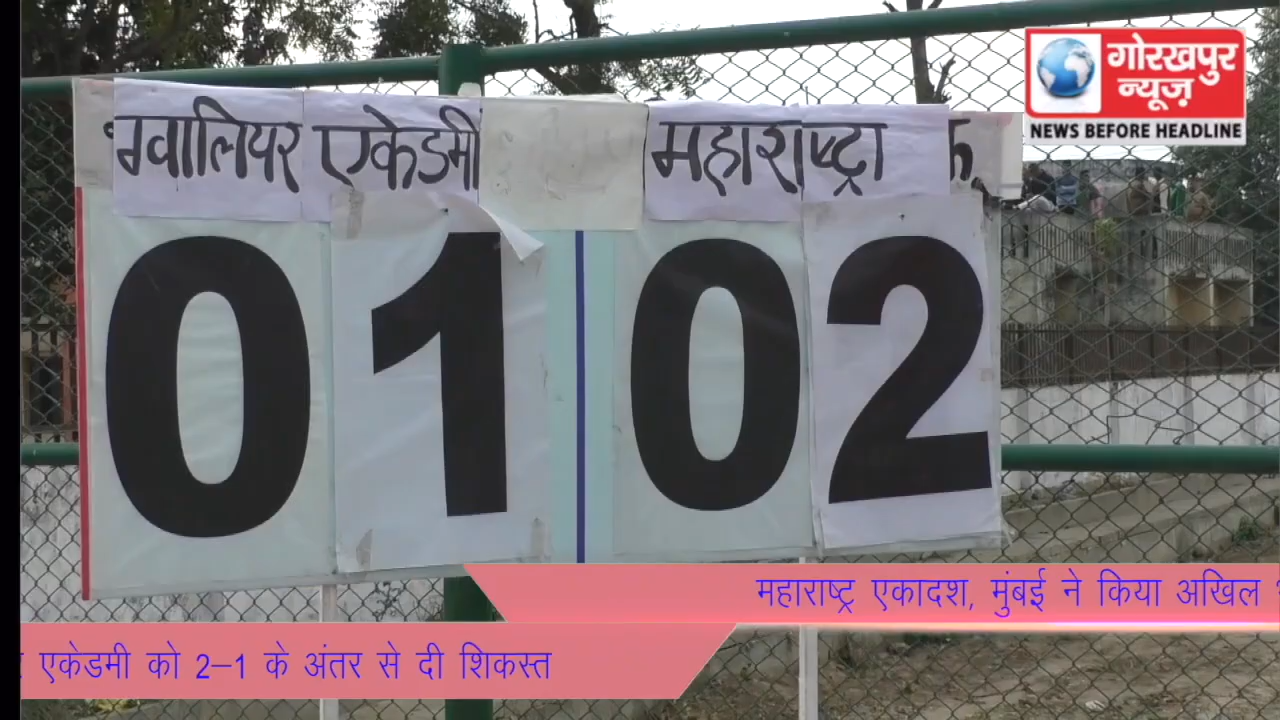 गोरखपुर
न्यूज़
NEWS BEFORE HEADLINE
ग्वालियर एकेडमी महाराष्ट्रा
01 02
महाराष्ट्र एकादश, मुंबई ने किया अखिल
एकेडमी को 2-1 के अंतर से दी शिकस्त